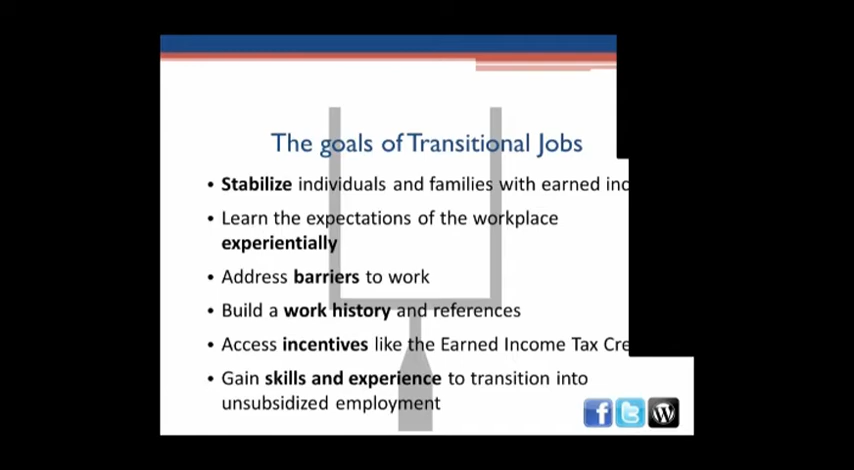 The goals of Transitional Jobs
• Stabilize individuals and families with earned
• Learn the expectations of the workplace
experientially
• Address barriers to work
• Build a work history and references
• Access incentives like the Earned Income Tax
• Gain skills and experience to transition into
unsubsidized employment